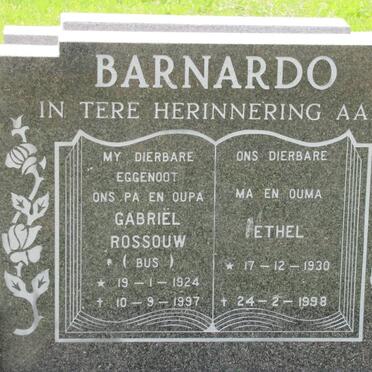 BARNARDO
IN TERE HERINNERING AA
MY DIERBARE
EGGENOOT
ONS PA EN OUPA
GABRIËL
ROSSOUW
(BUS)
★ 19-1-1924
† 10-9-1997
ONS DIERBARE
MA EN OUMA
ETHEL
★ 17-12-1930
† 24-2-1998